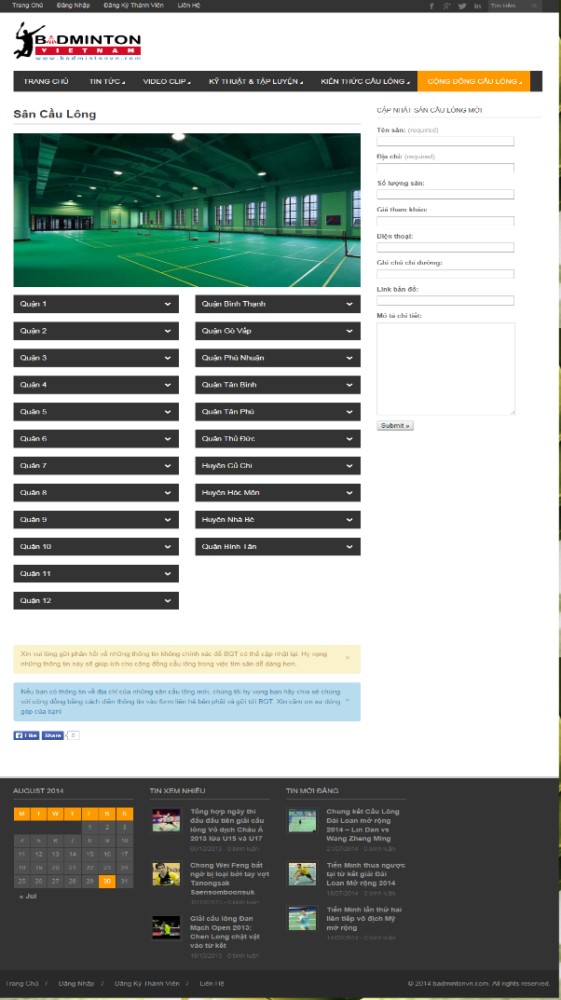 Trang Chủ Đăng Nhập Đăng Ký Thành Viên Liên Hệ
Tìm kiếm
BADMINTON
VIETNAM
www.badmintonvn.com
TRANG CHỦ TIN TỨC VIDEO CLIP KỸ THUẬT & TẬP LUYỆN KIẾN THỨC CẦU LÔNG CỘNG ĐỒNG CẦU LÔNG
Sân Cầu Lông
Quận 1
Quận 2
Quận 3
Quận 4
Quận 5
Quận 6
Quận 7
Quận 8
Quận 9
Quận 10
Quận 11
Quận 12
Quận Bình Thạnh
Quận Gò Vấp
Quận Phú Nhuận
Quận Tân Bình
Quận Tân Phú
Quận Thủ Đức
Huyện Củ Chi
Huyện Hóc Môn
Huyện Nhà Bè
Quận Bình Tân
Xin vui lòng gửi phản hồi về những thông tin không chính xác để BQT có thể cập nhật lại. Hy vọng
những thông tin này sẽ giúp ích cho cộng đồng cầu lông trong việc tìm sân dễ dàng hơn.
Nếu bạn có thông tin về địa chỉ của những sân cầu lông mới, chúng tôi hy vọng bạn hãy chia sẻ chúng
với cộng đồng bằng cách điền thông tin vào form liên hệ bên phải và gửi tới BQT. Xin cảm ơn sự đóng
góp của bạn!
Like Share 5
CẬP NHẬT SÂN CẦU LÔNG MỚI
Tên sân: (required)
Địa chỉ: (required)
Số lượng sân:
Giá tham khảo:
Điện thoại:
Ghi chú chỉ đường:
Link bản đồ:
Mô tả chi tiết:
Submit »
AUGUST 2014
M T W T F S S
1 2 3
4 5 6 7 8 9 10
11 12 13 14 15 16 17
18 19 20 21 22 23 24
25 26 27 28 29 30 31
« Jul
TIN XEM NHIỀU
Tổng hợp ngày thi
đấu đầu tiên giải cầu
lông Vô địch Châu Á
2013 lứa U15 và U17
09/10/2013 - 0 bình luận
Chong Wei Feng bất
ngờ bị loại bởi tay vợt
Tanongsak
Saensomboonsuk
18/10/2013 - 0 bình luận
Giải cầu lông Đan
Mạch Open 2013:
Chen Long chật vật
vào tứ kết
18/10/2013 - 0 bình luận
TIN MỚI ĐĂNG
Chung kết Cầu Lông
Đài Loan mở rộng
2014 – Lin Dan vs
Wang Zheng Ming
21/07/2014 - 0 bình luận
Tiến Minh thua ngược
tại tứ kết giải Đài
Loan Mở rộng 2014
18/07/2014 - 0 bình luận
Tiến Minh lần thứ hai
liên tiếp vô địch Mỹ
mở rộng
14/07/2014 - 0 bình luận
Trang Chủ / Đăng Nhập / Đăng Ký Thành Viên / Liên Hệ
© 2014 badmintonvn.com. All rights reserved.